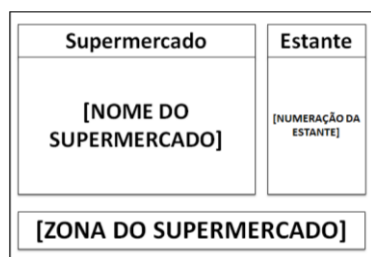 Supermercado
Estante
[NOME DO
SUPERMERCADO]
[NUMERAÇÃO DA
ESTANTE]
[ZONA DO SUPERMERCADO]